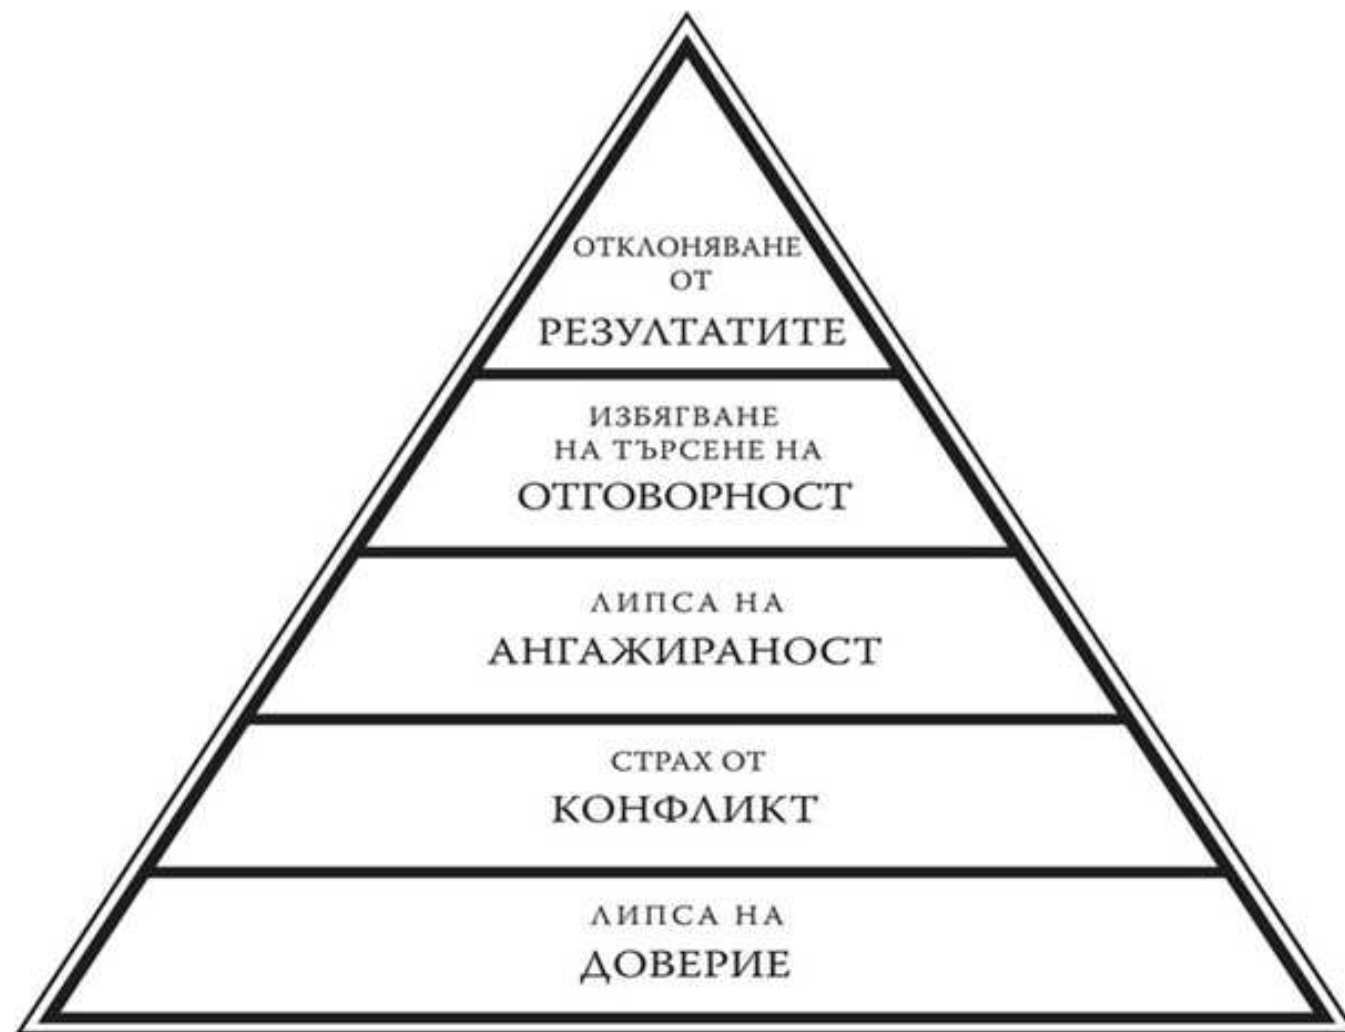 ОТКЛОНЯВАНЕ
ОТ
РЕЗУЛТАТИТЕ
ИЗБЯГВАНЕ
НА ТЪРСЕНЕ НА
ОТГОВОРНОСТ
ЛИПСА НА
АНГАЖИРАНОСТ
СТРАХ ОТ
КОНФЛИКТ
ЛИПСА НА
ДОВЕРИЕ